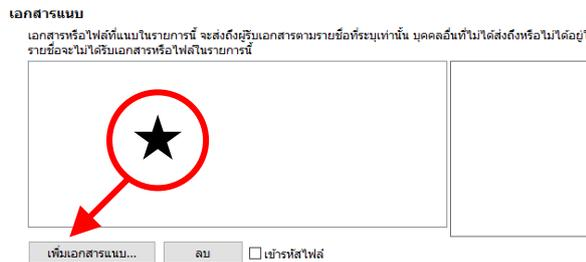 เอกสารแนบ
เอกสารหรือไฟล์ที่แนบในรายการนี้ จะส่งถึงผู้รับเอกสารตามรายชื่อที่ระบุเท่านั้น บุคคลอื่นที่ไม่ได้ส่งถึงหรือไม่ได้อยู่ใ
รายชื่อจะไม่ได้รับเอกสารหรือไฟล์ในรายการนี้
เพิ่มเอกสารแนบ... ลบ เข้ารหัสไฟล์